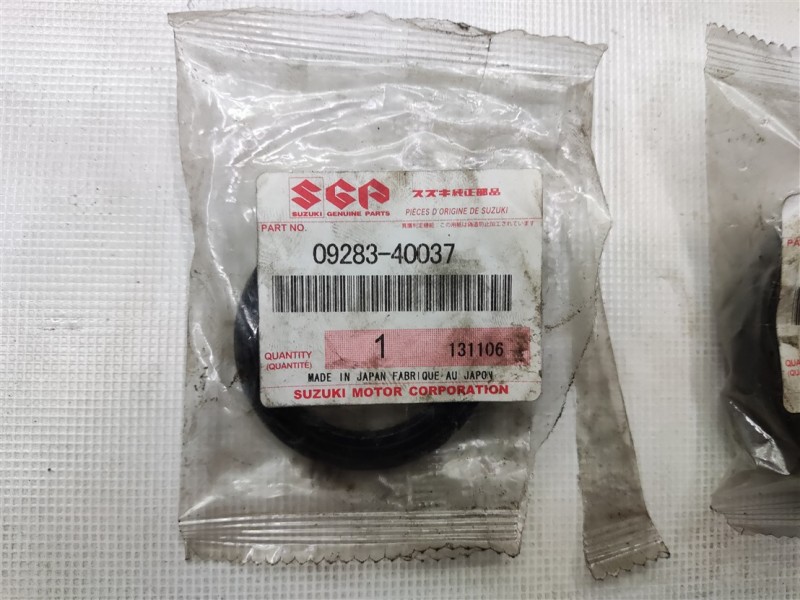 SGP スズキ純正部品
SUZUKI GENUINE PARTS PIÈCES D'ORIGINE DE SUZUKI
PART NO.
09283-40037
QUANTITY 1 131106
(QUANTITÉ)
MADE IN JAPAN FABRIQUE AU JAPON
SUZUKI MOTOR CORPORATION